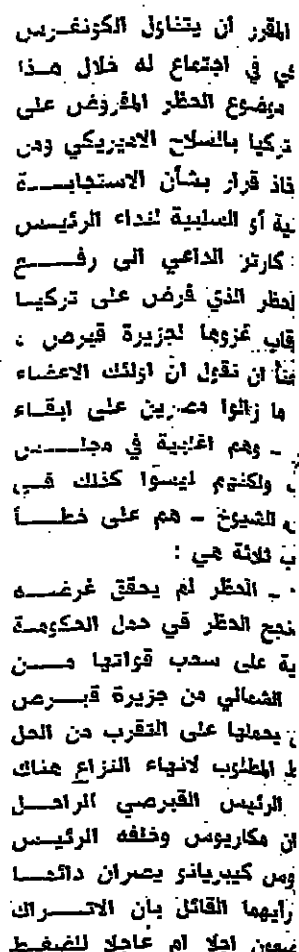 المقرر أن يتناول الكونغرس
في اجتماع له خلال هذا
موضوع الحظر المفروض على
تركيا بالسلاح الاميركي ومن
اذ قرار بشأن الاستجابة
ية أو السلبية لنداء الرئيس
كارتر الداعي الى رفع
لحظر الذي فرض على تركيا
قاب غزوها لجزيرة قبرص ،
نا ان نقول ان اولئك الاعضاء
ما زالوا مصرين على ابقاء
ـ وهم اغلبية في مجلس
ب ولكنهم ليسوا كذلك في
الشيوخ ـ هم على خطأ
ب ثلاثة هي :
ـ الحظر لم يحقق غرضه
نجح الحظر في حمل الحكومة
ية على سحب قواتها من
الشمالي من جزيرة قبرص
يحملها على التقرب من الحل
ط المطلوب لانهاء النزاع هناك
الرئيس القبرصي الراحل
ان مكاريوس وخلفه الرئيس
وس كيبريانو يصران دائما
رأيهما القائل بأن الاتراك
عاجلا ام اجلا للضغط